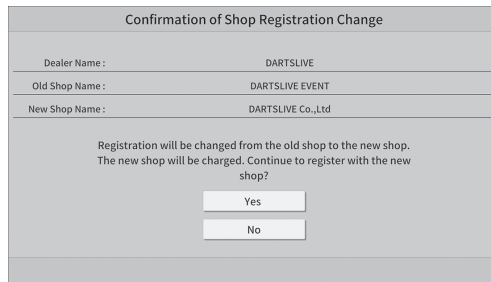 Confirmation of Shop Registration Change
Dealer Name : DARTSLIVE
Old Shop Name : DARTSLIVE EVENT
New Shop Name : DARTSLIVE Co.,Ltd
Registration will be changed from the old shop to the new shop.
The new shop will be charged. Continue to register with the new
shop?
Yes
No